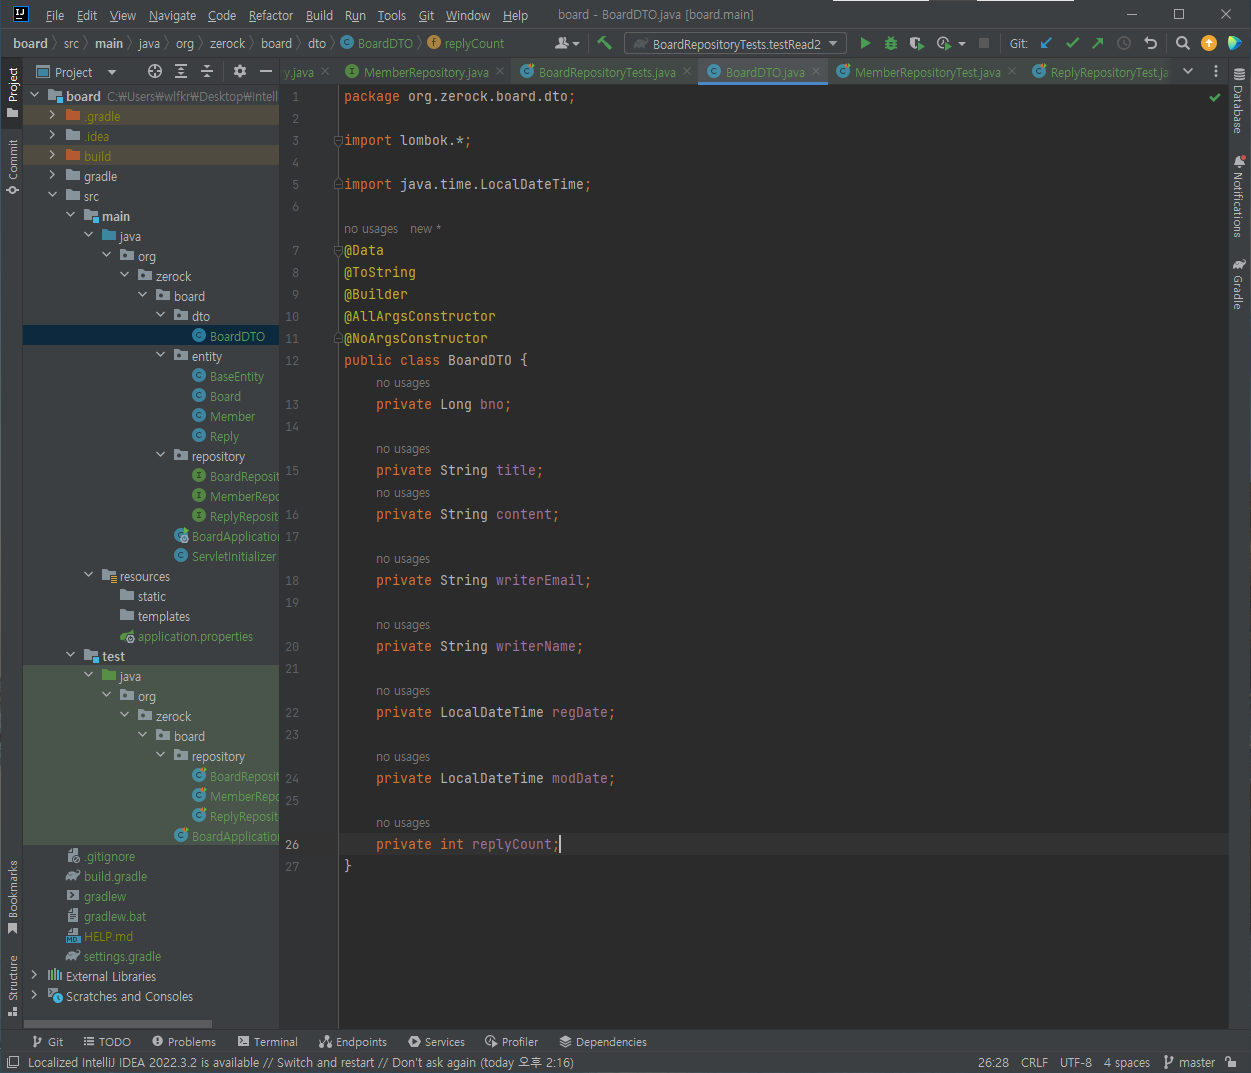 File Edit View Navigate Code Refactor Build Run Tools Git Window Help board - BoardDTO.java [board.main]
board src main java org zerock board dto BoardDTO replyCount BoardRepositoryTests.testRead2 Git:
Project y.java MemberRepository.java BoardRepositoryTests.java BoardDTO.java MemberRepositoryTest.java ReplyRepositoryTest.ja
Project
Commit
Bookmarks
Structure
board C:₩Users₩wlfkr₩Desktop₩Intell
.gradle
.idea
build
gradle
src
main
java
org
zerock
board
dto
BoardDTO
entity
BaseEntity
Board
Member
Reply
repository
BoardReposit
MemberRepo
ReplyReposit
BoardApplication
ServletInitializer
resources
static
templates
application.properties
test
java
org
zerock
board
repository
BoardReposit
MemberRepo
ReplyReposit
BoardApplication
.gitignore
build.gradle
gradlew
gradlew.bat
HELP.md
settings.gradle
External Libraries
Scratches and Consoles
1 package org.zerock.board.dto;
2
3 import lombok.*;
4
5 import java.time.LocalDateTime;
6
no usages new *
7 @Data
8 @ToString
9 @Builder
10 @AllArgsConstructor
11 @NoArgsConstructor
12 public class BoardDTO {
no usages
13 private Long bno;
14
no usages
15 private String title;
no usages
16 private String content;
17
no usages
18 private String writerEmail;
19
no usages
20 private String writerName;
21
no usages
22 private LocalDateTime regDate;
23
no usages
24 private LocalDateTime modDate;
25
no usages
26 private int replyCount;
27 }
Database
Notifications
Gradle
Git TODO Problems Terminal Endpoints Services Profiler Dependencies
Localized IntelliJ IDEA 2022.3.2 is available // Switch and restart // Don't ask again (today 오후 2:16) 26:28 CRLF UTF-8 4 spaces master